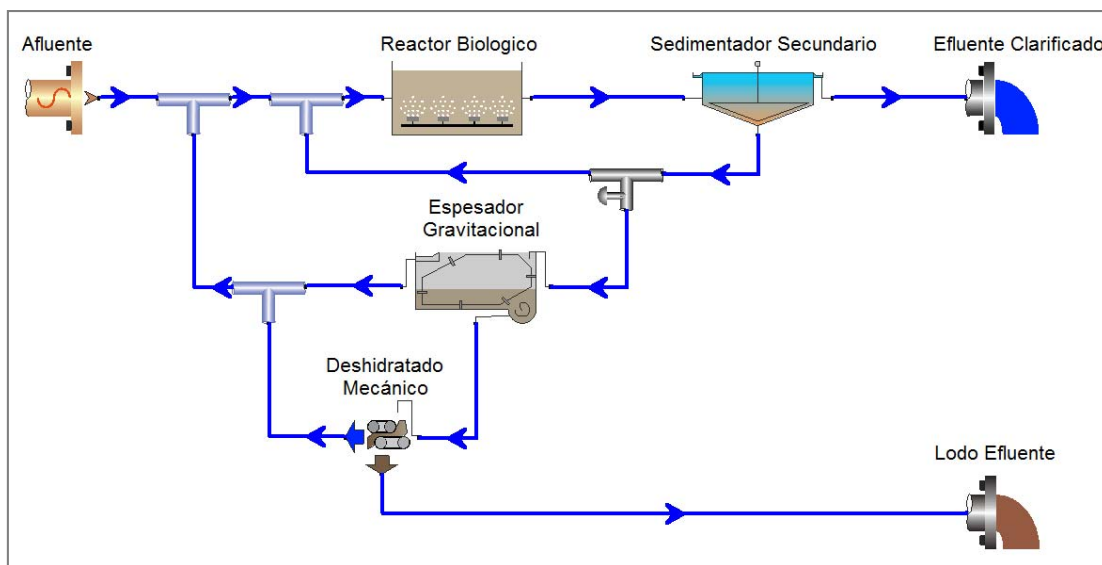 Afluente
Reactor Biologico
Sedimentador Secundario
Efluente Clarificado
Espesador
Gravitacional
Deshidratado
Mecánico
Lodo Efluente